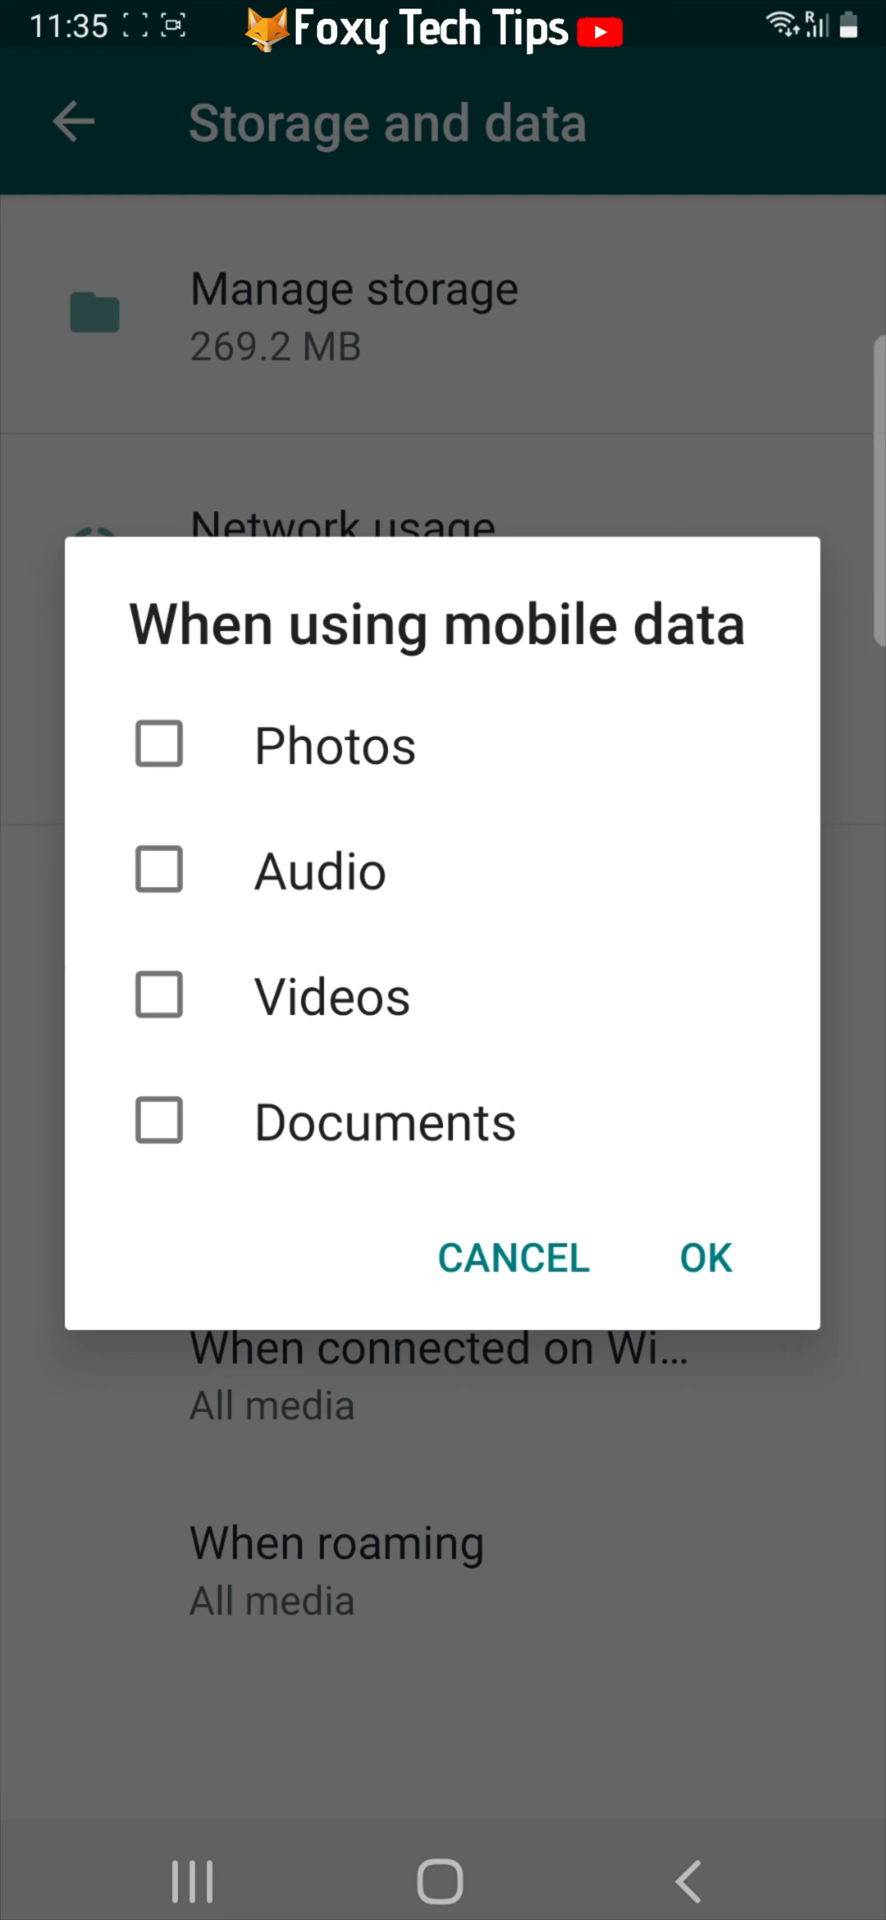 11:35 Foxy Tech Tips R
Storage and data
Manage storage
269.2 MB
Network usage
When using mobile data
Photos
Audio
Videos
Documents
CANCEL OK
When connected on Wi...
All media
When roaming
All media